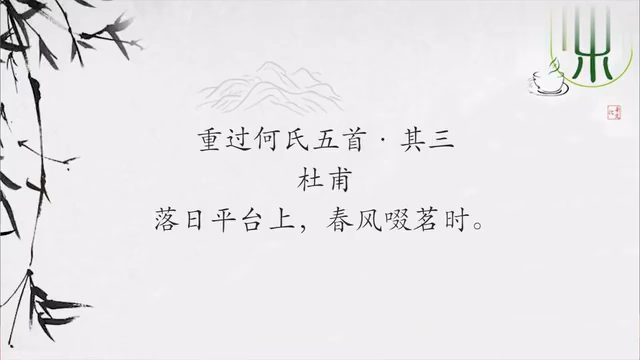 重过何氏五首·其三
杜甫
落日平台上，春风啜茗时。